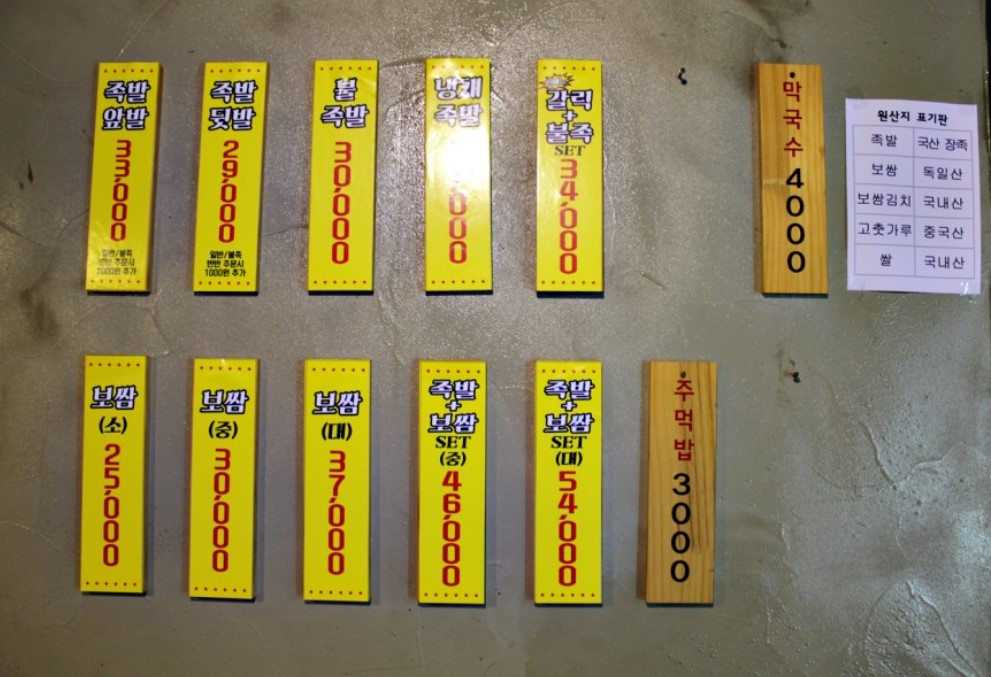 족발
앞발
33,000
일반/불족
반반 주문시
1000원 추가
족발
뒷발
29,000
일반/불족
반반 주문시
1000원 추가
불
족발
30,000
냉채
족발
갈릭
+
불족
SET
34,000
막국수 4000
원산지 표기판
족발 국산 장족
보쌈 독일산
보쌈김치 국내산
고춧가루 중국산
쌀 국내산
보쌈
(소)
25,000
보쌈
(중)
30,000
보쌈
(대)
37,000
족발
+
보쌈
SET
(중)
46,000
족발
+
보쌈
SET
(대)
54,000
주먹밥 3000